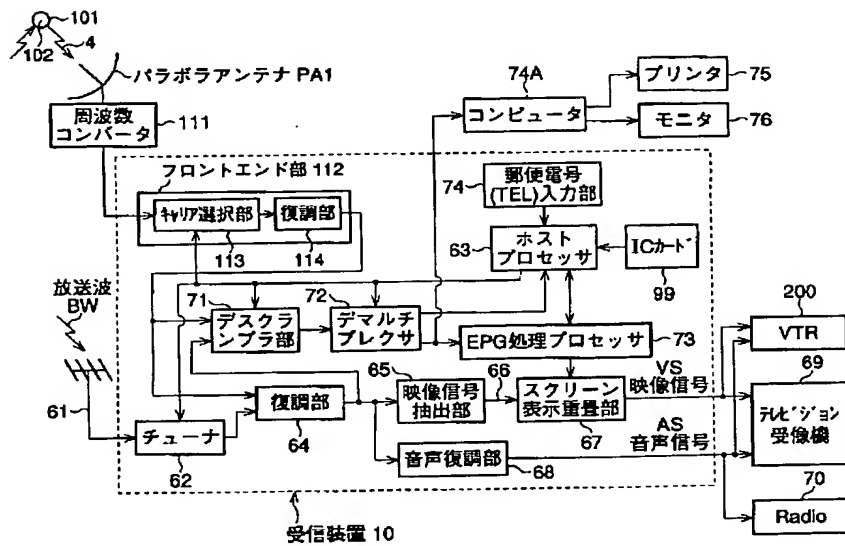 101
102
4
パラボラアンテナ PA1
周波数
コンバータ
111
74A
コンピュータ
プリンタ
75
モニタ
76
フロントエンド部 112
ｷｬﾘｱ選択部
復調部
113
114
74
郵便電号
(TEL)入力部
63
ホスト
プロセッサ
ICｶｰﾄﾞ
99
放送波
BW
71
デスクラ
ンブラ部
72
デマルチ
プレクサ
EPG処理プロセッサ
73
200
VTR
61
チューナ
62
復調部
64
65
映像信号
抽出部
66
スクリーン
表示重畳部
67
VS
映像信号
69
ﾃﾚﾋﾞｼﾞｮﾝ
受像機
音声復調部
68
AS
音声信号
70
Radio
受信装置 10